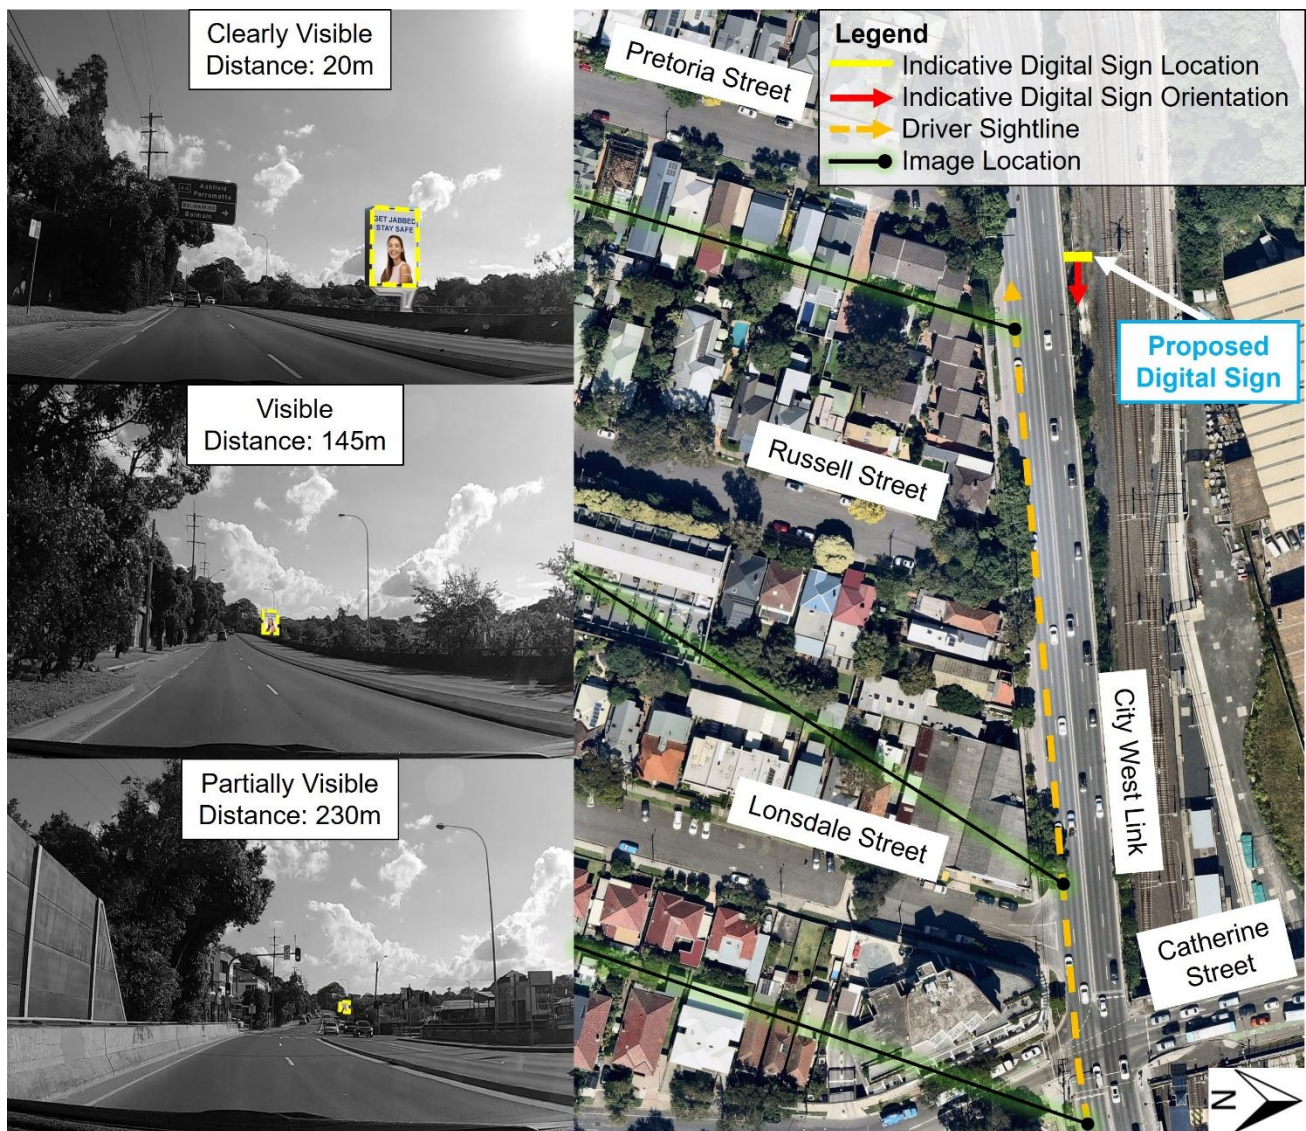 Clearly Visible
Distance: 20m
Ashfield
Parramatta
BALMAIN RD
Balmain
GET JABBED
STAY SAFE
Visible
Distance: 145m
Partially Visible
Distance: 230m
Pretoria Street
Legend
Indicative Digital Sign Location
Indicative Digital Sign Orientation
Driver Sightline
Image Location
Proposed
Digital Sign
Russell Street
City West Link
Lonsdale Street
Catherine
Street
N